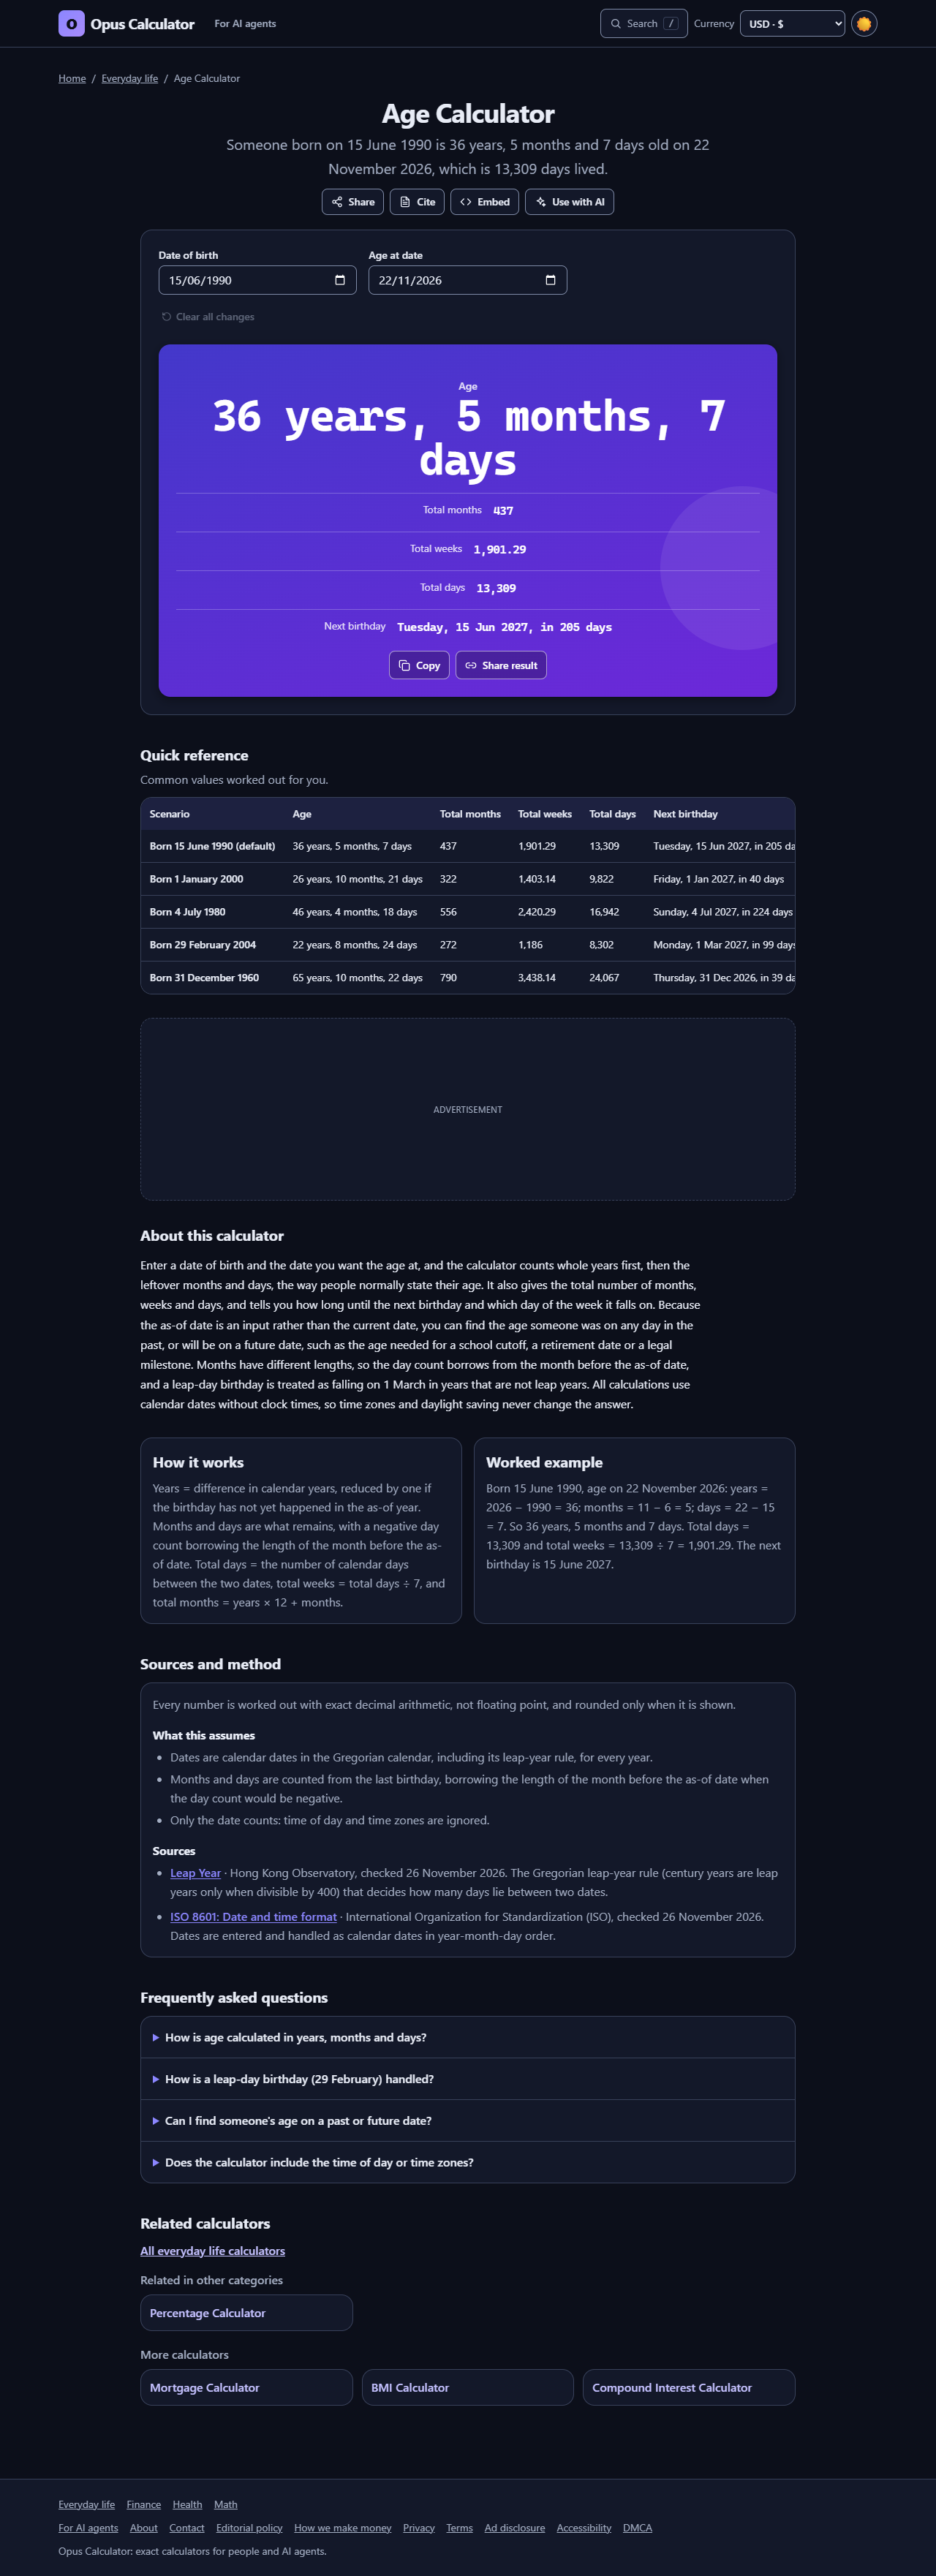 O Opus Calculator For AI agents Search / Currency USD - $
Home / Everyday life / Age Calculator
Age Calculator
Someone born on 15 June 1990 is 36 years, 5 months and 7 days old on 22
November 2026, which is 13,309 days lived.
Share Cite Embed Use with AI
Date of birth Age at date
15/06/1990 22/11/2026
Clear all changes
Age
36 years, 5 months, 7
days
Total months 437
Total weeks 1,901.29
Total days 13,309
Next birthday Tuesday, 15 Jun 2027, in 205 days
Copy Share result
Quick reference
Common values worked out for you.
Scenario Age Total months Total weeks Total days Next birthday
Born 15 June 1990 (default) 36 years, 5 months, 7 days 437 1,901.29 13,309 Tuesday, 15 Jun 2027, in 205 da
Born 1 January 2000 26 years, 10 months, 21 days 322 1,403.14 9,822 Friday, 1 Jan 2027, in 40 days
Born 4 July 1980 46 years, 4 months, 18 days 556 2,420.29 16,942 Sunday, 4 Jul 2027, in 224 days
Born 29 February 2004 22 years, 8 months, 24 days 272 1,186 8,302 Monday, 1 Mar 2027, in 99 days
Born 31 December 1960 65 years, 10 months, 22 days 790 3,438.14 24,067 Thursday, 31 Dec 2026, in 39 da
ADVERTISEMENT
About this calculator
Enter a date of birth and the date you want the age at, and the calculator counts whole years first, then the
leftover months and days, the way people normally state their age. It also gives the total number of months,
weeks and days, and tells you how long until the next birthday and which day of the week it falls on. Because
the as-of date is an input rather than the current date, you can find the age someone was on any day in the
past, or will be on a future date, such as the age needed for a school cutoff, a retirement date or a legal
milestone. Months have different lengths, so the day count borrows from the month before the as-of date,
and a leap-day birthday is treated as falling on 1 March in years that are not leap years. All calculations use
calendar dates without clock times, so time zones and daylight saving never change the answer.
How it works
Years = difference in calendar years, reduced by one if
the birthday has not yet happened in the as-of year.
Months and days are what remains, with a negative day
count borrowing the length of the month before the as-
of date. Total days = the number of calendar days
between the two dates, total weeks = total days ÷ 7, and
total months = years × 12 + months.
Worked example
Born 15 June 1990, age on 22 November 2026: years =
2026 − 1990 = 36; months = 11 − 6 = 5; days = 22 − 15
= 7. So 36 years, 5 months and 7 days. Total days =
13,309 and total weeks = 13,309 ÷ 7 = 1,901.29. The next
birthday is 15 June 2027.
Sources and method
Every number is worked out with exact decimal arithmetic, not floating point, and rounded only when it is shown.
What this assumes
• Dates are calendar dates in the Gregorian calendar, including its leap-year rule, for every year.
• Months and days are counted from the last birthday, borrowing the length of the month before the as-of date when
the day count would be negative.
• Only the date counts: time of day and time zones are ignored.
Sources
• Leap Year · Hong Kong Observatory, checked 26 November 2026. The Gregorian leap-year rule (century years are leap
years only when divisible by 400) that decides how many days lie between two dates.
• ISO 8601: Date and time format · International Organization for Standardization (ISO), checked 26 November 2026.
Dates are entered and handled as calendar dates in year-month-day order.
Frequently asked questions
How is age calculated in years, months and days?
How is a leap-day birthday (29 February) handled?
Can I find someone's age on a past or future date?
Does the calculator include the time of day or time zones?
Related calculators
All everyday life calculators
Related in other categories
Percentage Calculator
More calculators
Mortgage Calculator BMI Calculator Compound Interest Calculator
Everyday life Finance Health Math
For AI agents About Contact Editorial policy How we make money Privacy Terms Ad disclosure Accessibility DMCA
Opus Calculator: exact calculators for people and AI agents.